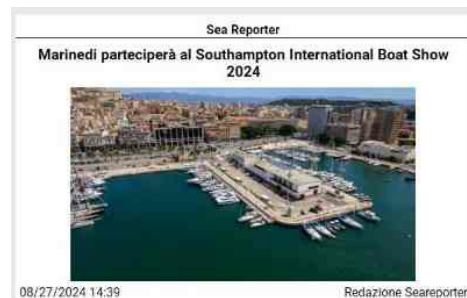 Sea Reporter
Marinedi parteciperà al Southampton International Boat Show
2024
08/27/2024 14:39
Redazione Seareporter